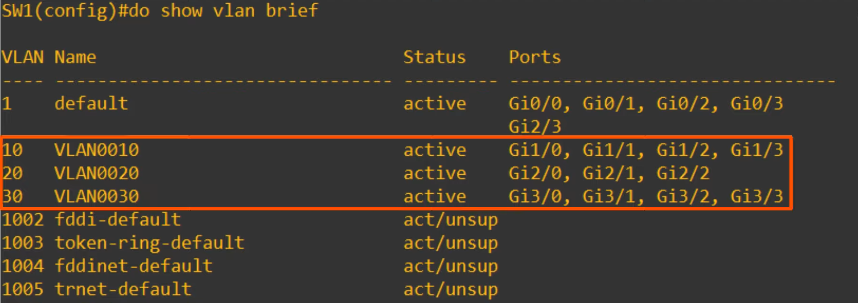 SW1(config)#do show vlan brief
VLAN Name                             Status    Ports
---- -------------------------------- --------- -------------------------------
1    default                          active    Gi0/0, Gi0/1, Gi0/2, Gi0/3
                                                Gi2/3
10   VLAN0010                         active    Gi1/0, Gi1/1, Gi1/2, Gi1/3
20   VLAN0020                         active    Gi2/0, Gi2/1, Gi2/2
30   VLAN0030                         active    Gi3/0, Gi3/1, Gi3/2, Gi3/3
1002 fddi-default                     act/unsup
1003 token-ring-default               act/unsup
1004 fddinet-default                  act/unsup
1005 trnet-default                    act/unsup